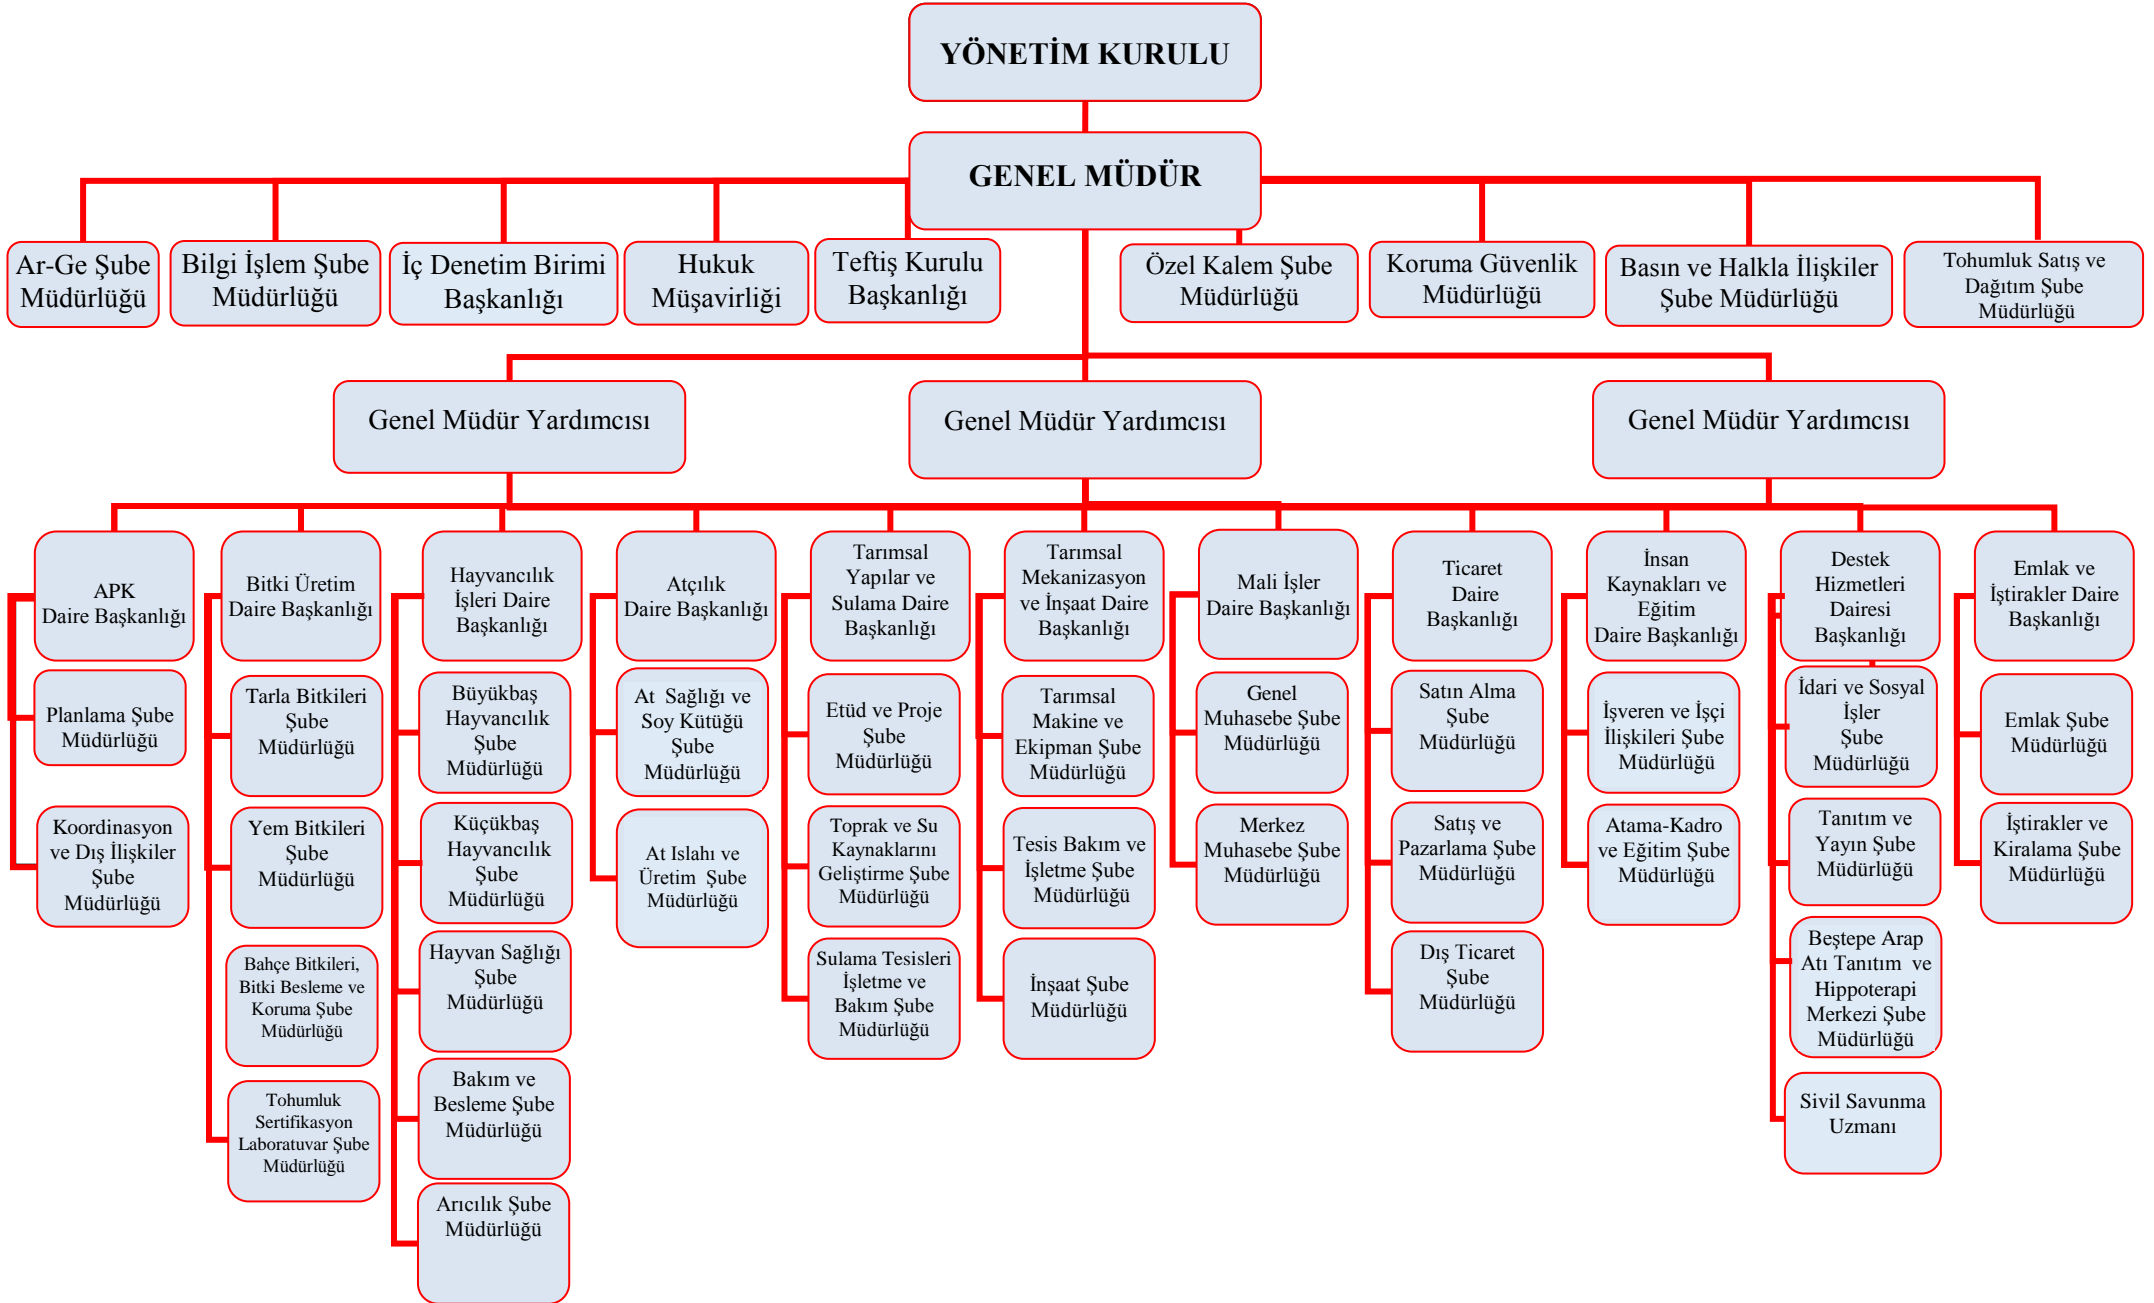 YÖNETİM KURULU
GENEL MÜDÜR
Ar-Ge Şube
Müdürlüğü
Bilgi İşlem Şube
Müdürlüğü
İç Denetim Birimi
Başkanlığı
Hukuk
Müşavirliği
Teftiş Kurulu
Başkanlığı
Özel Kalem Şube
Müdürlüğü
Koruma Güvenlik
Müdürlüğü
Basın ve Halkla İlişkiler
Şube Müdürlüğü
Tohumluk Satış ve
Dağıtım Şube
Müdürlüğü
Genel Müdür Yardımcısı
Genel Müdür Yardımcısı
Genel Müdür Yardımcısı
APK
Daire Başkanlığı
Planlama Şube
Müdürlüğü
Koordinasyon
ve Dış İlişkiler
Şube
Müdürlüğü
Bitki Üretim
Daire Başkanlığı
Tarla Bitkileri
Şube
Müdürlüğü
Yem Bitkileri
Şube
Müdürlüğü
Bahçe Bitkileri,
Bitki Besleme ve
Koruma Şube
Müdürlüğü
Tohumluk
Sertifikasyon
Laboratuvar Şube
Müdürlüğü
Hayvancılık
İşleri Daire
Başkanlığı
Büyükbaş
Hayvancılık
Şube
Müdürlüğü
Küçükbaş
Hayvancılık
Şube
Müdürlüğü
Hayvan Sağlığı
Şube
Müdürlüğü
Bakım ve
Besleme Şube
Müdürlüğü
Arıcılık Şube
Müdürlüğü
Atçılık
Daire Başkanlığı
At Sağlığı ve
Soy Kütüğü
Şube
Müdürlüğü
At Islahı ve
Üretim Şube
Müdürlüğü
Tarımsal
Yapılar ve
Sulama Daire
Başkanlığı
Etüd ve Proje
Şube
Müdürlüğü
Toprak ve Su
Kaynaklarını
Geliştirme Şube
Müdürlüğü
Sulama Tesisleri
İşletme ve
Bakım Şube
Müdürlüğü
Tarımsal
Mekanizasyon
ve İnşaat Daire
Başkanlığı
Tarımsal
Makine ve
Ekipman Şube
Müdürlüğü
Tesis Bakım ve
İşletme Şube
Müdürlüğü
İnşaat Şube
Müdürlüğü
Mali İşler
Daire Başkanlığı
Genel
Muhasebe Şube
Müdürlüğü
Merkez
Muhasebe Şube
Müdürlüğü
Ticaret
Daire
Başkanlığı
Satın Alma
Şube
Müdürlüğü
Satış ve
Pazarlama Şube
Müdürlüğü
Dış Ticaret
Şube
Müdürlüğü
İnsan
Kaynakları ve
Eğitim
Daire Başkanlığı
İşveren ve İşçi
İlişkileri Şube
Müdürlüğü
Atama-Kadro
ve Eğitim Şube
Müdürlüğü
Destek
Hizmetleri
Dairesi
Başkanlığı
İdari ve Sosyal
İşler
Şube
Müdürlüğü
Tanıtım ve
Yayın Şube
Müdürlüğü
Beştepe Arap
Atı Tanıtım ve
Hippoterapi
Merkezi Şube
Müdürlüğü
Sivil Savunma
Uzmanı
Emlak ve
İştirakler Daire
Başkanlığı
Emlak Şube
Müdürlüğü
İştirakler ve
Kiralama Şube
Müdürlüğü